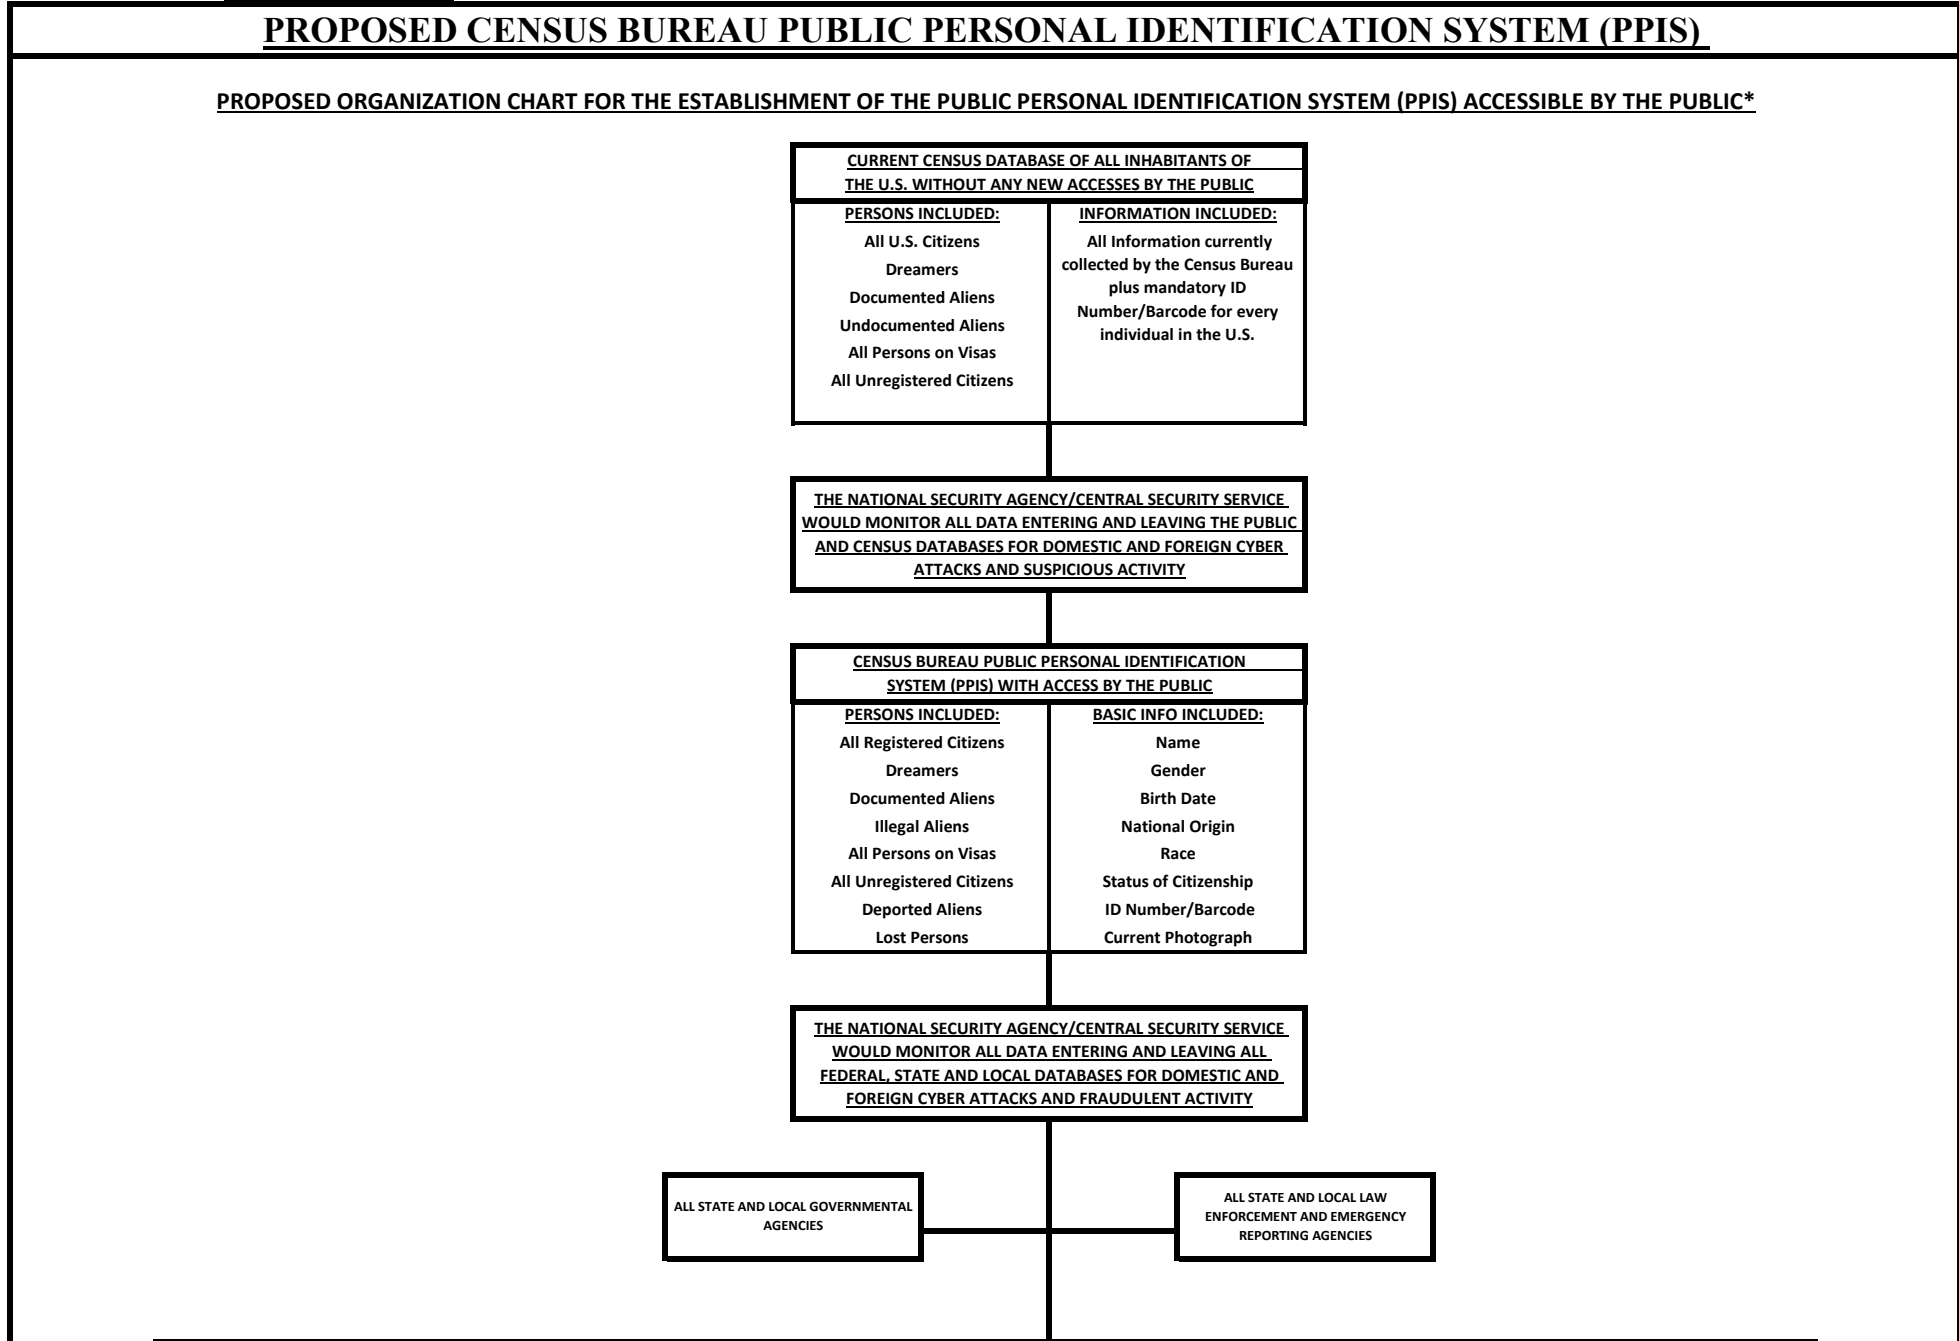 PROPOSED CENSUS BUREAU PUBLIC PERSONAL IDENTIFICATION SYSTEM (PPIS)
PROPOSED ORGANIZATION CHART FOR THE ESTABLISHMENT OF THE PUBLIC PERSONAL IDENTIFICATION SYSTEM (PPIS) ACCESSIBLE BY THE PUBLIC*
CURRENT CENSUS DATABASE OF ALL INHABITANTS OF
THE U.S. WITHOUT ANY NEW ACCESSES BY THE PUBLIC
PERSONS INCLUDED:
All U.S. Citizens
Dreamers
Documented Aliens
Undocumented Aliens
All Persons on Visas
All Unregistered Citizens
INFORMATION INCLUDED:
All Information currently
collected by the Census Bureau
plus mandatory ID
Number/Barcode for every
individual in the U.S.
THE NATIONAL SECURITY AGENCY/CENTRAL SECURITY SERVICE
WOULD MONITOR ALL DATA ENTERING AND LEAVING THE PUBLIC
AND CENSUS DATABASES FOR DOMESTIC AND FOREIGN CYBER
ATTACKS AND SUSPICIOUS ACTIVITY
CENSUS BUREAU PUBLIC PERSONAL IDENTIFICATION
SYSTEM (PPIS) WITH ACCESS BY THE PUBLIC
PERSONS INCLUDED:
All Registered Citizens
Dreamers
Documented Aliens
Illegal Aliens
All Persons on Visas
All Unregistered Citizens
Deported Aliens
Lost Persons
BASIC INFO INCLUDED:
Name
Gender
Birth Date
National Origin
Race
Status of Citizenship
ID Number/Barcode
Current Photograph
THE NATIONAL SECURITY AGENCY/CENTRAL SECURITY SERVICE
WOULD MONITOR ALL DATA ENTERING AND LEAVING ALL
FEDERAL, STATE AND LOCAL DATABASES FOR DOMESTIC AND
FOREIGN CYBER ATTACKS AND FRAUDULENT ACTIVITY
ALL STATE AND LOCAL GOVERNMENTAL
AGENCIES
ALL STATE AND LOCAL LAW
ENFORCEMENT AND EMERGENCY
REPORTING AGENCIES